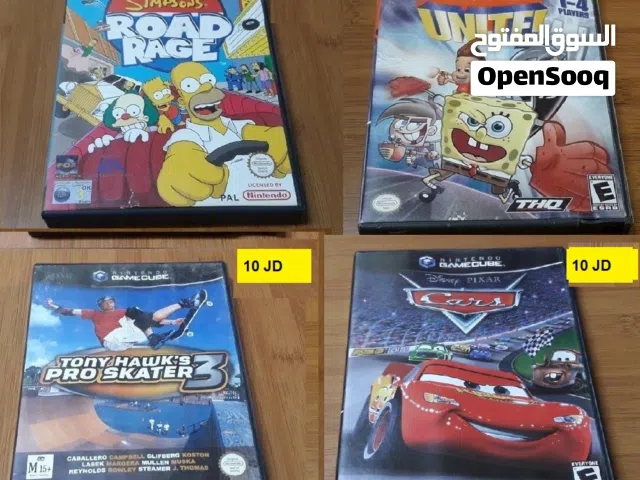 SIMPSONS
ROAD
RAGE
PAL
LICENSED BY
Nintendo
UNITE!
1-4
PLAYERS
السوق المفتوح
OpenSooq
THQ
EVERYONE
E
ESRB
10 JD
NINTENDO
GAMECUBE
TONY HAWK'S
PRO SKATER 3
CABALLERO CAMPBELL GLIFBERG KOSTON
LASEK MARGERA MULLEN MUSKA
REYNOLDS ROWLEY STEAMER J. THOMAS
M 15+
10 JD
NINTENDO
GAMECUBE
Disney PIXAR
Cars
EVERYONE
E